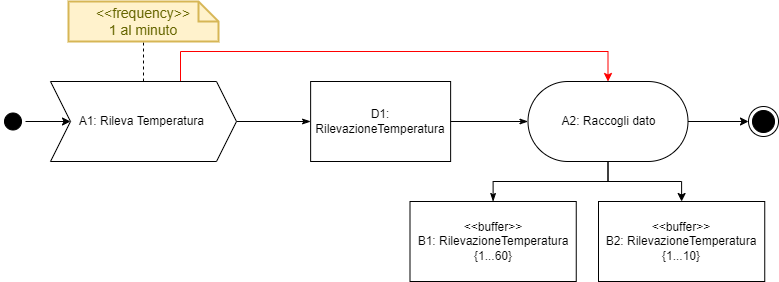 <<frequency>>
1 al minuto
A1: Rileva Temperatura
D1:
RilevazioneTemperatura
A2: Raccogli dato
<<buffer>>
B1: RilevazioneTemperatura
{1...60}
<<buffer>>
B2: RilevazioneTemperatura
{1...10}